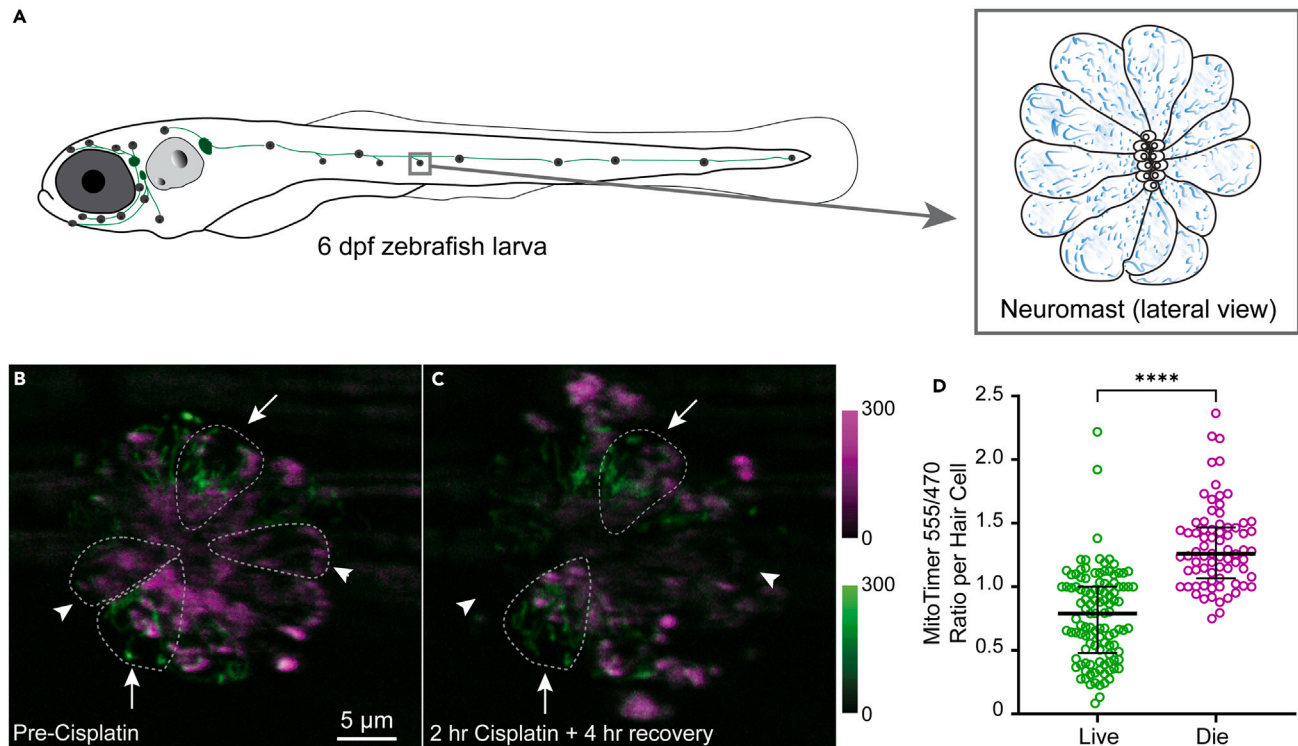 A
6 dpf zebrafish larva
Neuromast (lateral view)
B
Pre-Cisplatin
5 µm
C
2 hr Cisplatin + 4 hr recovery
300
0
300
0
D
****
MitoTimer 555/470
Ratio per Hair Cell
2.5
2.0
1.5
1.0
0.5
0
Live
Die